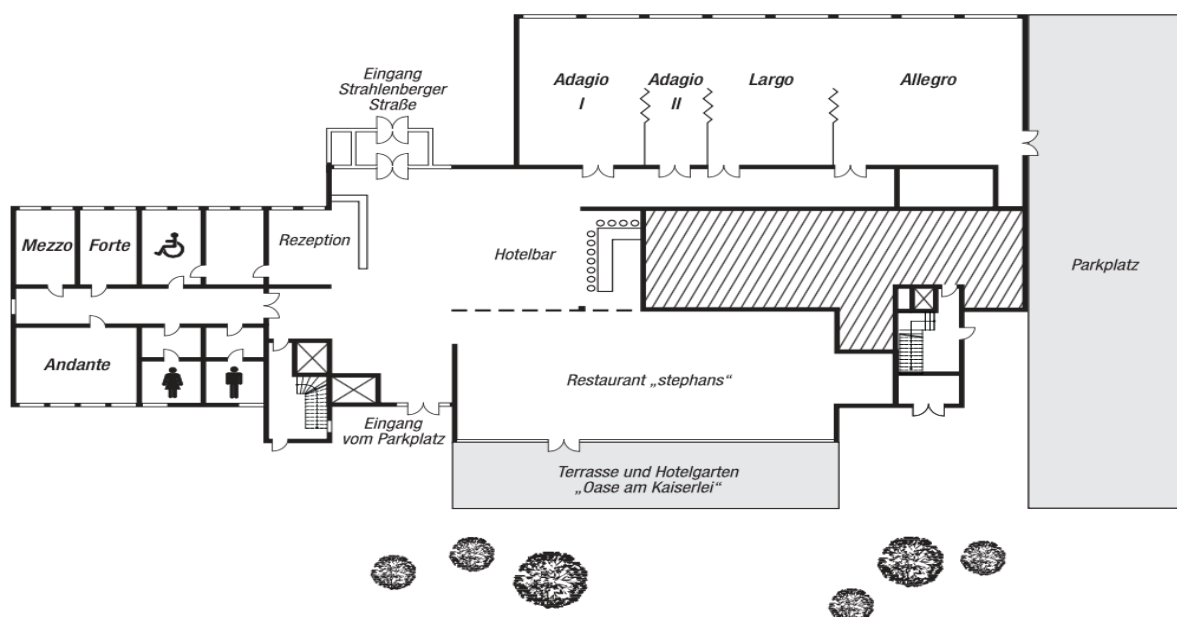 Eingang
Strahlenberger
Straße
Adagio
I
Adagio
II
Largo
Allegro
Mezzo
Forte
Rezeption
Hotelbar
Parkplatz
Andante
Restaurant „stephans“
Eingang
vom Parkplatz
Terrasse und Hotelgarten
„Oase am Kaiserlei“